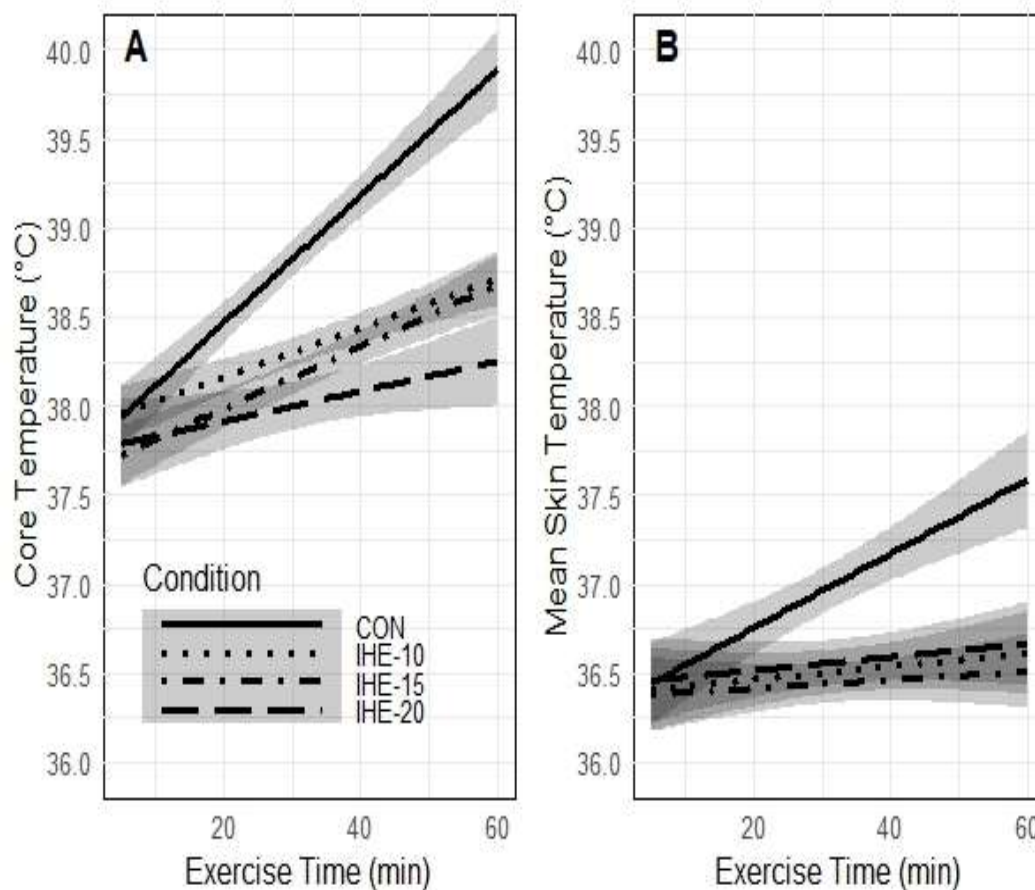 A
Core Temperature (°C)
40.0
39.5
39.0
38.5
38.0
37.5
37.0
36.5
36.0
Condition
CON
IHE-10
IHE-15
IHE-20
20
40
60
Exercise Time (min)
B
Mean Skin Temperature (°C)
40.0
39.5
39.0
38.5
38.0
37.5
37.0
36.5
36.0
20
40
60
Exercise Time (min)